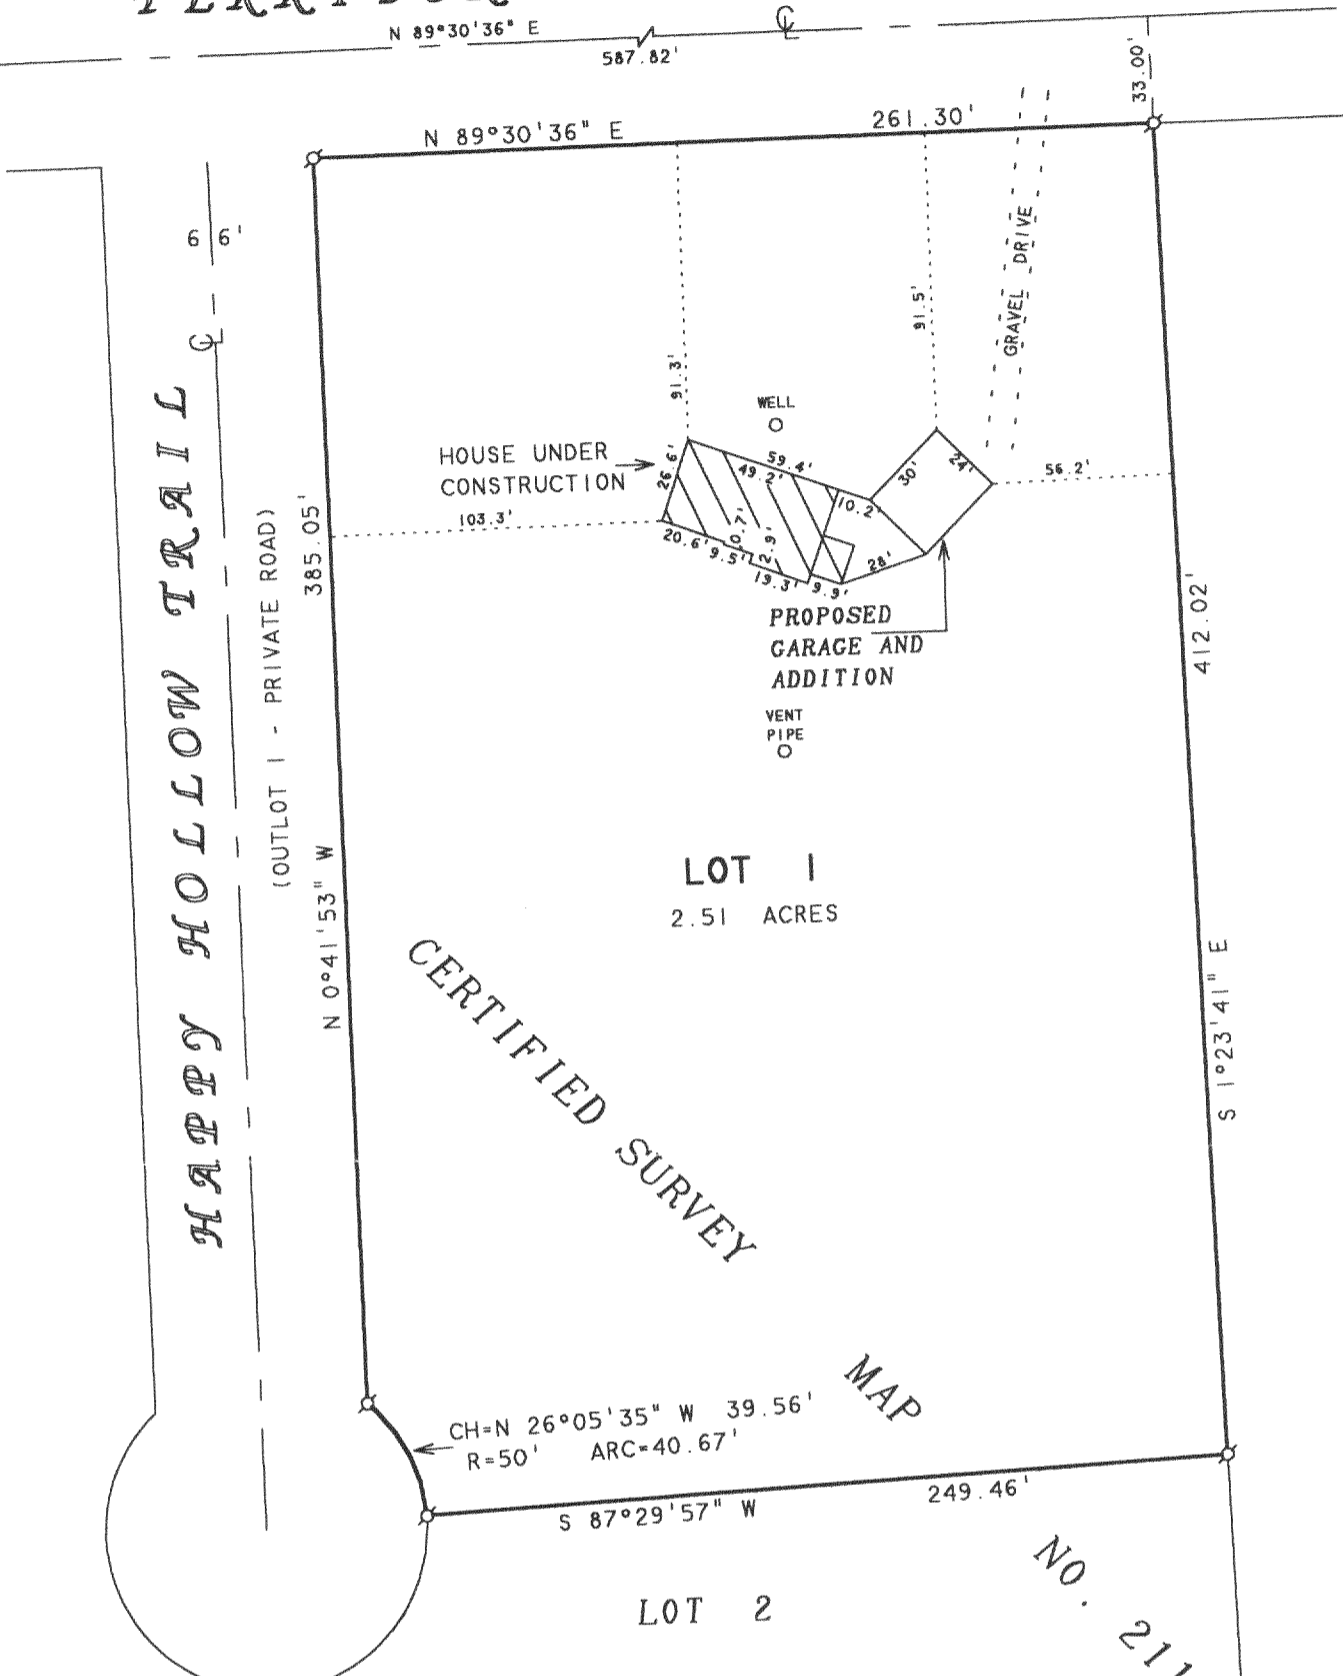 N 89°30'36" E
587.82'
33.00'
N 89°30'36" E
261.30'
6 6'
GRAVEL DRIVE
91.5'
91.3'
WELL
HOUSE UNDER
CONSTRUCTION
26.6'
59.4'
49.2'
10.2'
30'
24'
56.2'
103.3'
20.6'
9.5'
0.7'
2.9'
19.3'
9.9'
28'
PROPOSED
GARAGE AND
ADDITION
VENT
PIPE
HAPPY HOLLOW TRAIL
(OUTLOT 1 - PRIVATE ROAD)
385.05'
N 0°41'53" W
412.02'
S 1°23'41" E
LOT 1
2.51 ACRES
CERTIFIED SURVEY MAP NO. 211
CH=N 26°05'35" W 39.56'
R=50' ARC=40.67'
S 87°29'57" W
249.46'
LOT 2